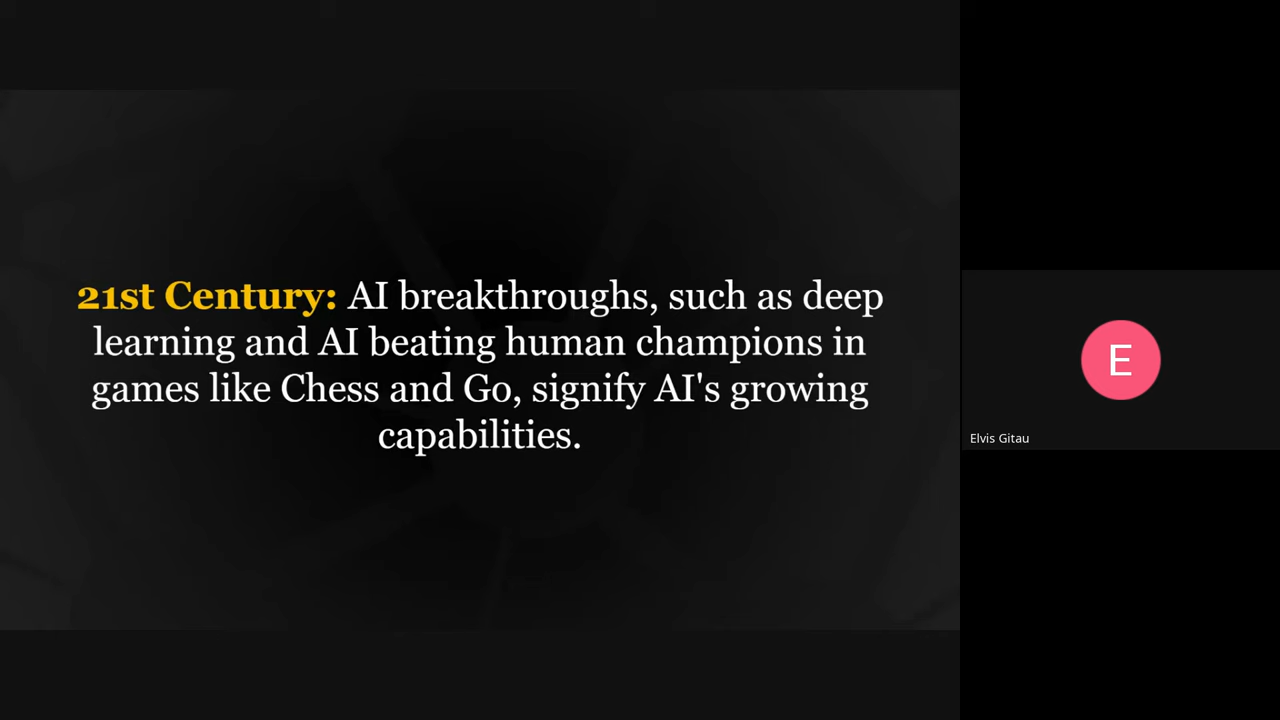 21st Century: AI breakthroughs, such as deep
learning and AI beating human champions in
games like Chess and Go, signify AI's growing
capabilities.
E
Elvis Gitau